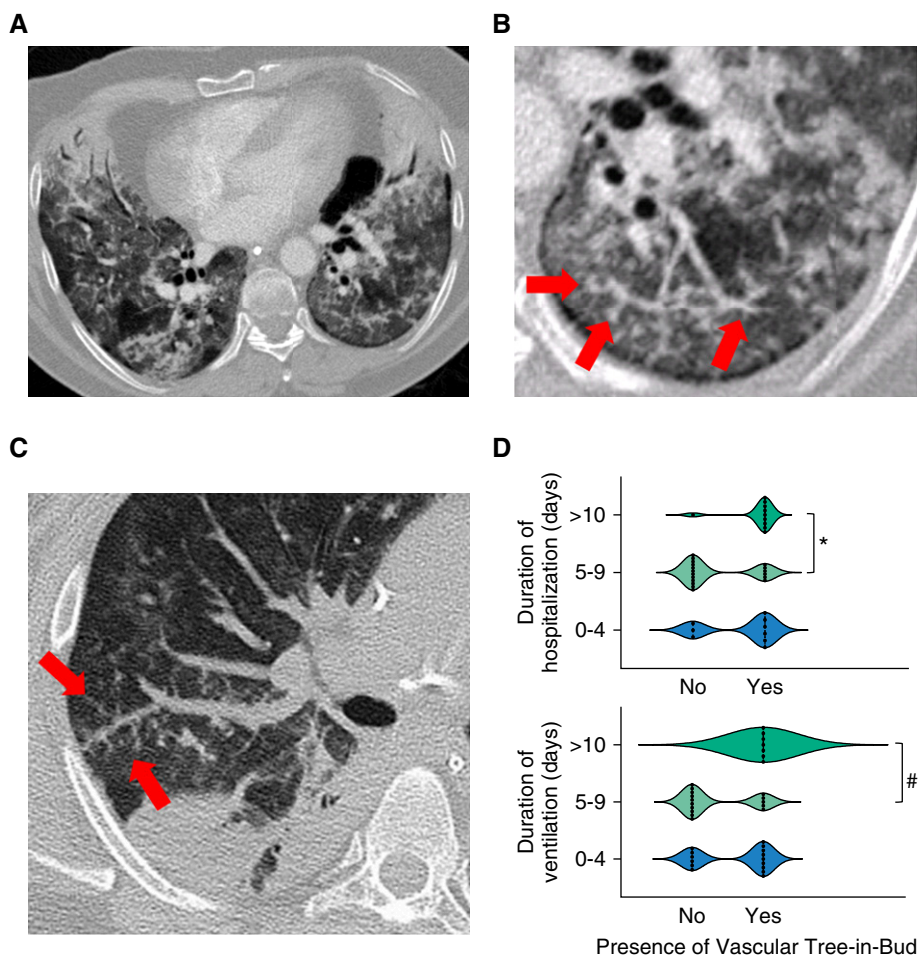 A
B
C
D
Duration of
hospitalization (days)
>10
5-9
0-4
*
No
Yes
Duration of
ventilation (days)
>10
5-9
0-4
#
No
Yes
Presence of Vascular Tree-in-Bud